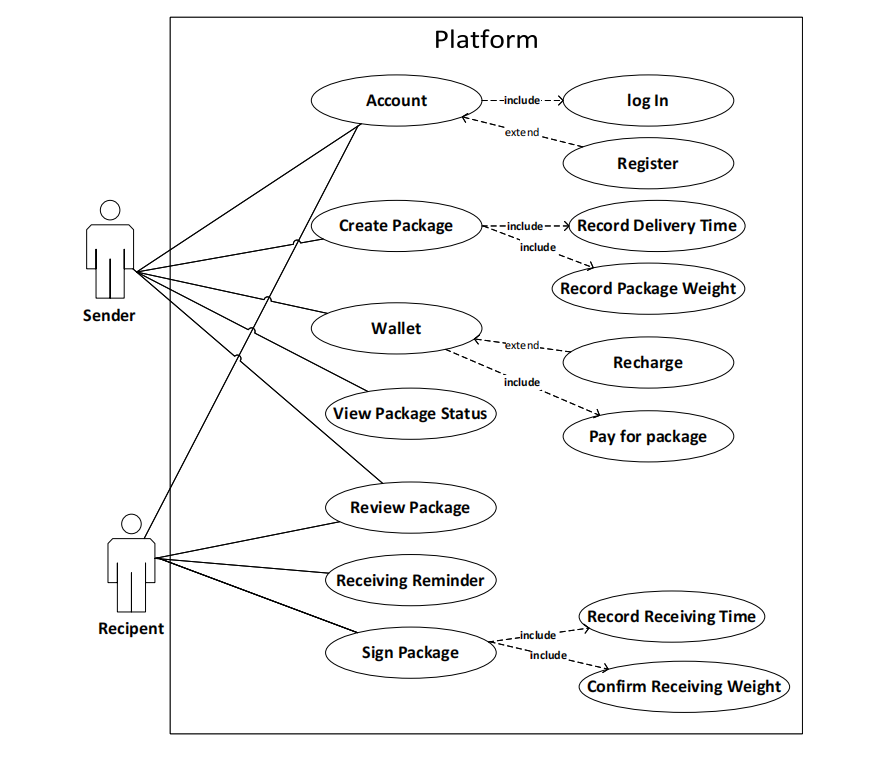 Platform
Account
include
log In
extend
Register
Create Package
include
Record Delivery Time
include
Record Package Weight
Sender
Wallet
extend
Recharge
include
View Package Status
Pay for package
Review Package
Receiving Reminder
Record Receiving Time
Recipent
include
Sign Package
include
Confirm Receiving Weight